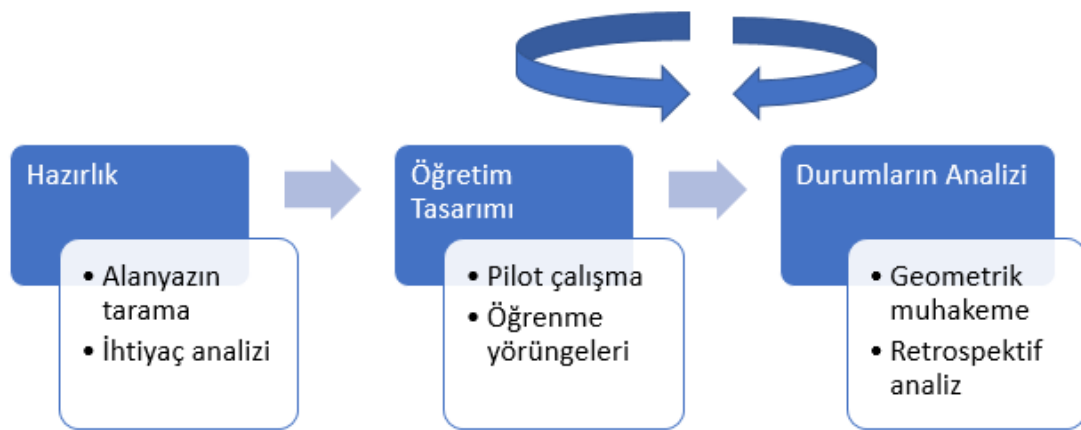 Hazırlık
• Alanyazın
tarama
• İhtiyaç analizi
Öğretim
Tasarımı
• Pilot çalışma
• Öğrenme
yörüngeleri
Durumların Analizi
• Geometrik
muhakeme
• Retrospektif
analiz